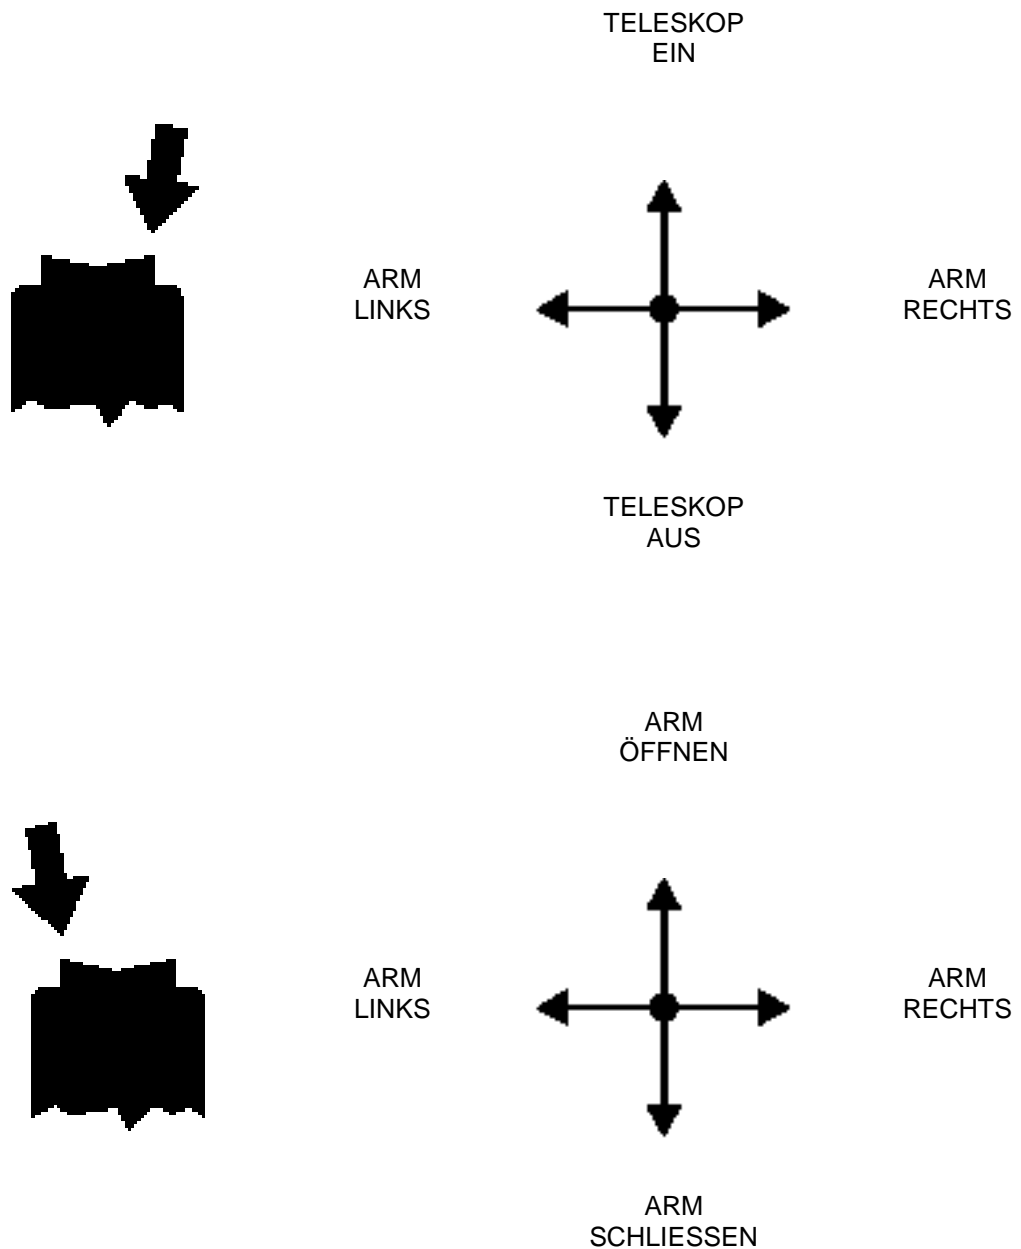 TELESKOP
EIN
ARM
LINKS
ARM
RECHTS
TELESKOP
AUS
ARM
ÖFFNEN
ARM
LINKS
ARM
RECHTS
ARM
SCHLIESSEN